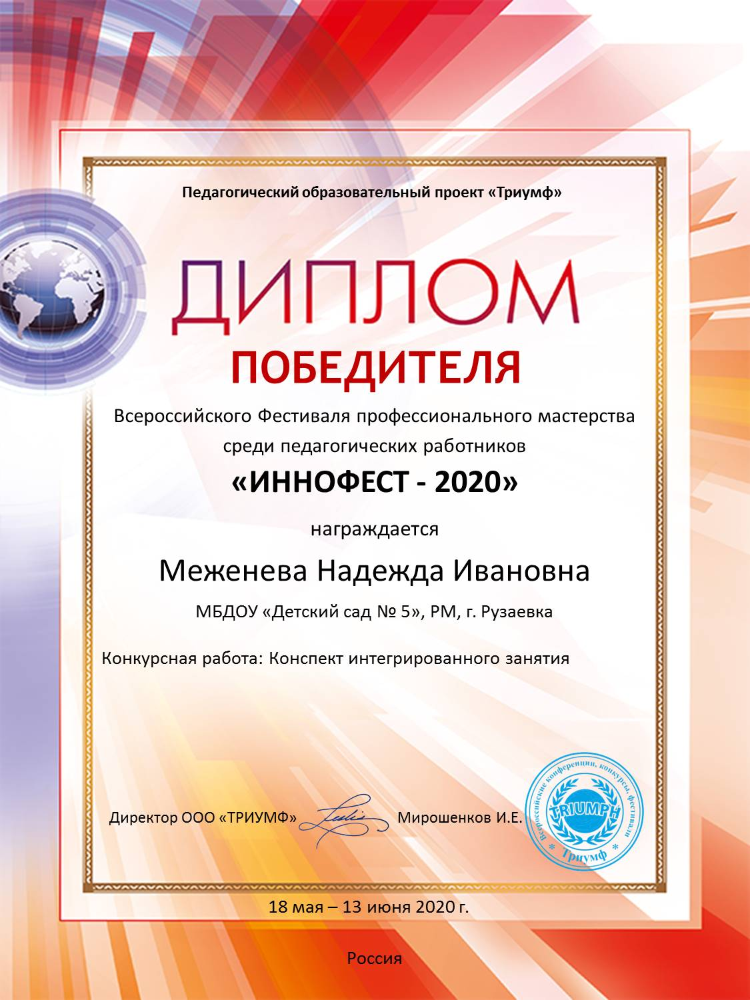 Педагогический образовательный проект «Триумф»
ДИПЛОМ
ПОБЕДИТЕЛЯ
Всероссийского Фестиваля профессионального мастерства
среди педагогических работников
«ИННОФЕСТ - 2020»
награждается
Меженева Надежда Ивановна
МБДОУ «Детский сад № 5», РМ, г. Рузаевка
Конкурсная работа: Конспект интегрированного занятия
Директор ООО «ТРИУМФ» Мирошенков И.Е.
Всероссийские конференции, конкурсы, фестивали
TRIUMPH
* Триумф *
18 мая – 13 июня 2020 г.
Россия